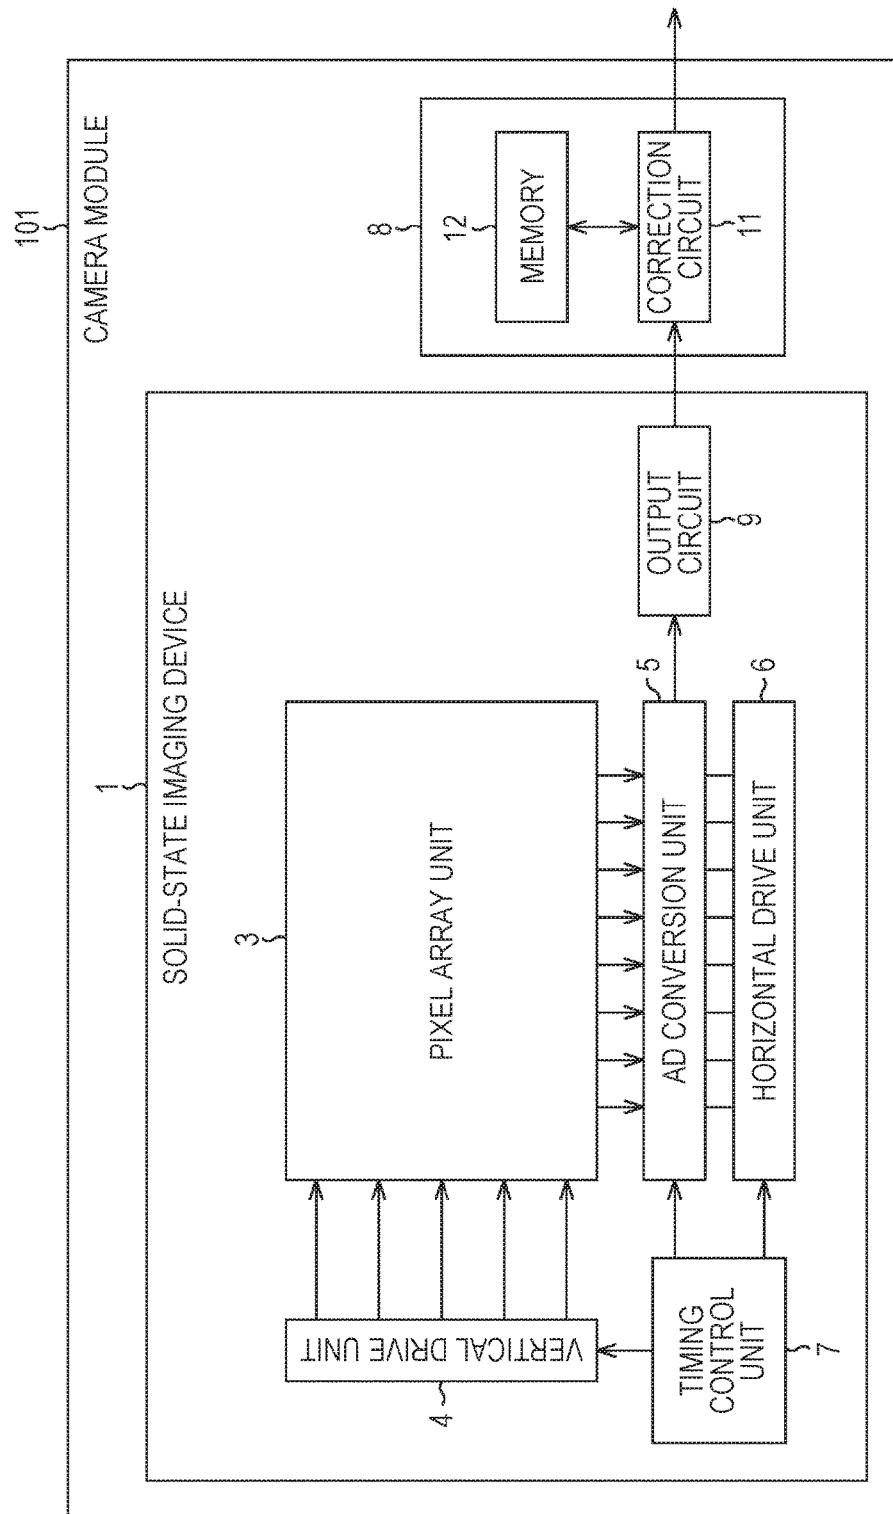 101
CAMERA MODULE
1
SOLID-STATE IMAGING DEVICE
3
PIXEL ARRAY UNIT
4
VERTICAL DRIVE UNIT
5
AD CONVERSION UNIT
6
HORIZONTAL DRIVE UNIT
TIMING
CONTROL
UNIT
7
OUTPUT
CIRCUIT
9
8
12
MEMORY
CORRECTION
CIRCUIT
11